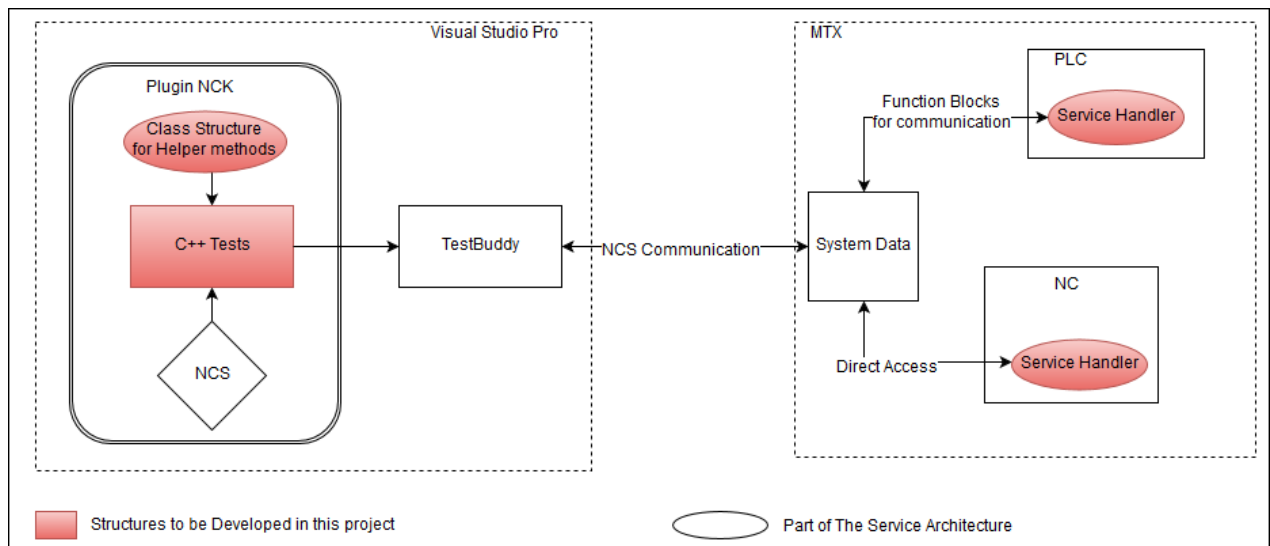 Visual Studio Pro
MTX
Plugin NCK
PLC
Class Structure
for Helper methods
Function Blocks
for communication
Service Handler
C++ Tests
TestBuddy
NCS Communication
System Data
NC
NCS
Direct Access
Service Handler
Structures to be Developed in this project
Part of The Service Architecture